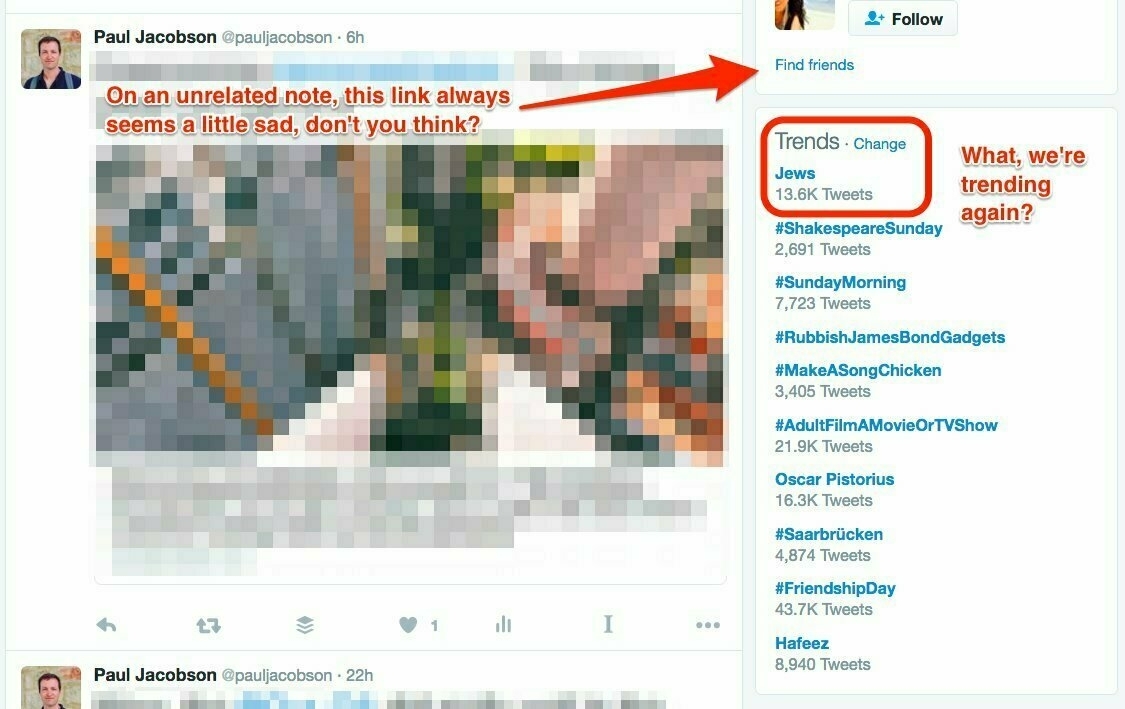 Paul Jacobson @pauljacobson · 6h
On an unrelated note, this link always
seems a little sad, don't you think?
1
Paul Jacobson @pauljacobson · 22h
Follow
Find friends
Trends · Change
Jews
13.6K Tweets
What, we're
trending
again?
#ShakespeareSunday
2,691 Tweets
#SundayMorning
7,723 Tweets
#RubbishJamesBondGadgets
#MakeASongChicken
3,405 Tweets
#AdultFilmAMovieOrTVShow
21.9K Tweets
Oscar Pistorius
16.3K Tweets
#Saarbrücken
4,874 Tweets
#FriendshipDay
43.7K Tweets
Hafeez
8,940 Tweets